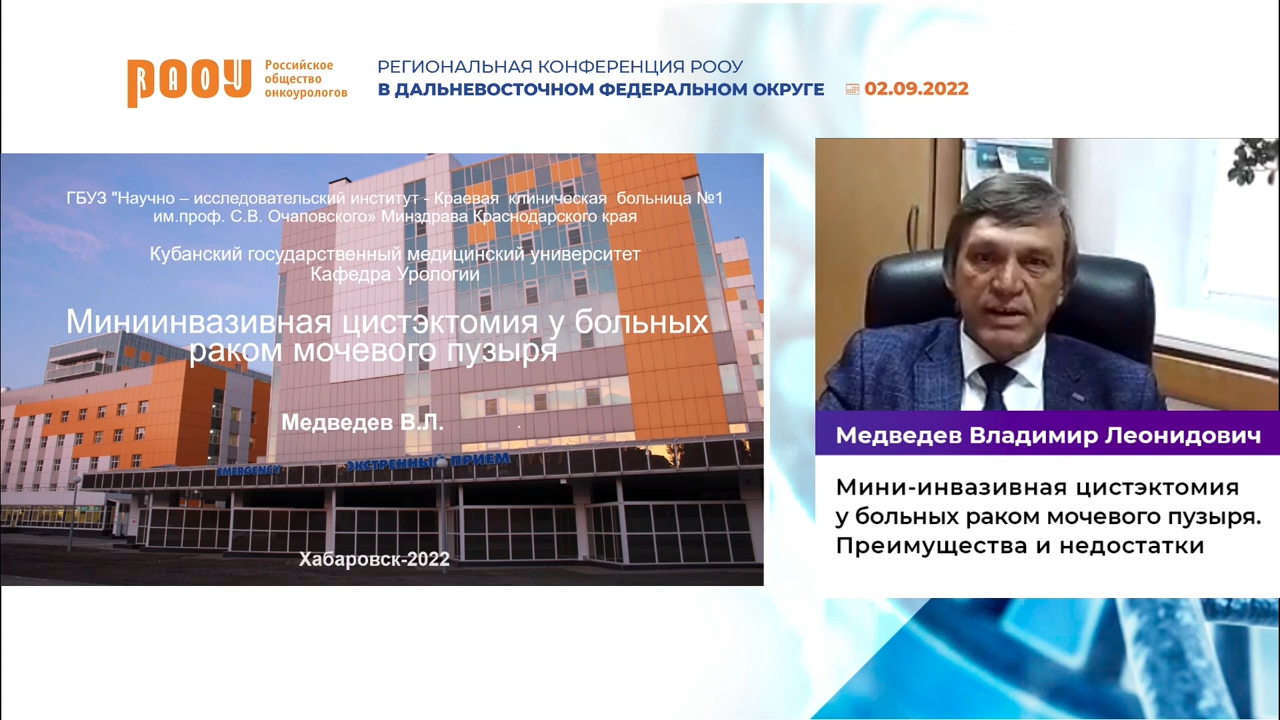 РООУ
RAOU
Российское
общество
онкоурологов
РЕГИОНАЛЬНАЯ КОНФЕРЕНЦИЯ РООУ
В ДАЛЬНЕВОСТОЧНОМ ФЕДЕРАЛЬНОМ ОКРУГЕ
02.09.2022
ГБУЗ "Научно – исследовательский институт - Краевая клиническая больница №1
им.проф. С.В. Очаповского» Минздрава Краснодарского края
Кубанский государственный медицинский университет
Кафедра Урологии
Мининвазивная цистэктомия у больных
раком мочевого пузыря
Медведев В.Л.
EMERGENCY
ЭКСТРЕННЫЙ ПРИЕМ
Хабаровск-2022
Медведев Владимир Леонидович
Мини-инвазивная цистэктомия
у больных раком мочевого пузыря.
Преимущества и недостатки